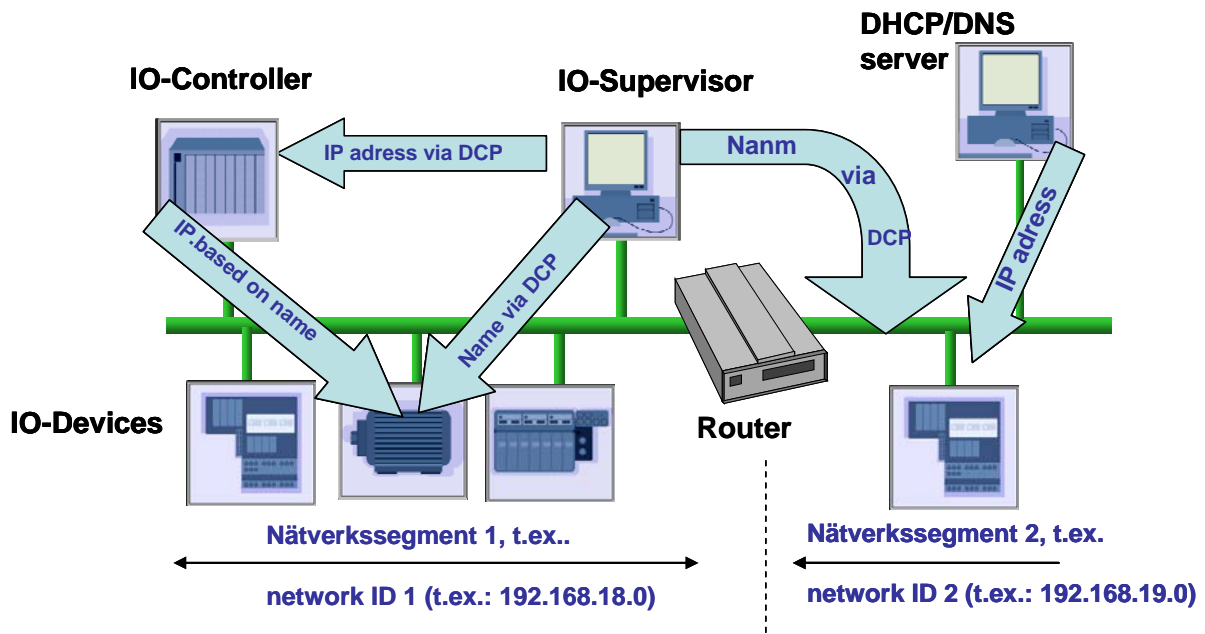 DHCP/DNS
server
IO-Controller
IO-Supervisor
IP adress via DCP
Nanm
via
DCP
IP adress
IP.based on name
Name via DCP
IO-Devices
Router
Nätverkssegment 1, t.ex..
network ID 1 (t.ex.: 192.168.18.0)
Nätverkssegment 2, t.ex.
network ID 2 (t.ex.: 192.168.19.0)